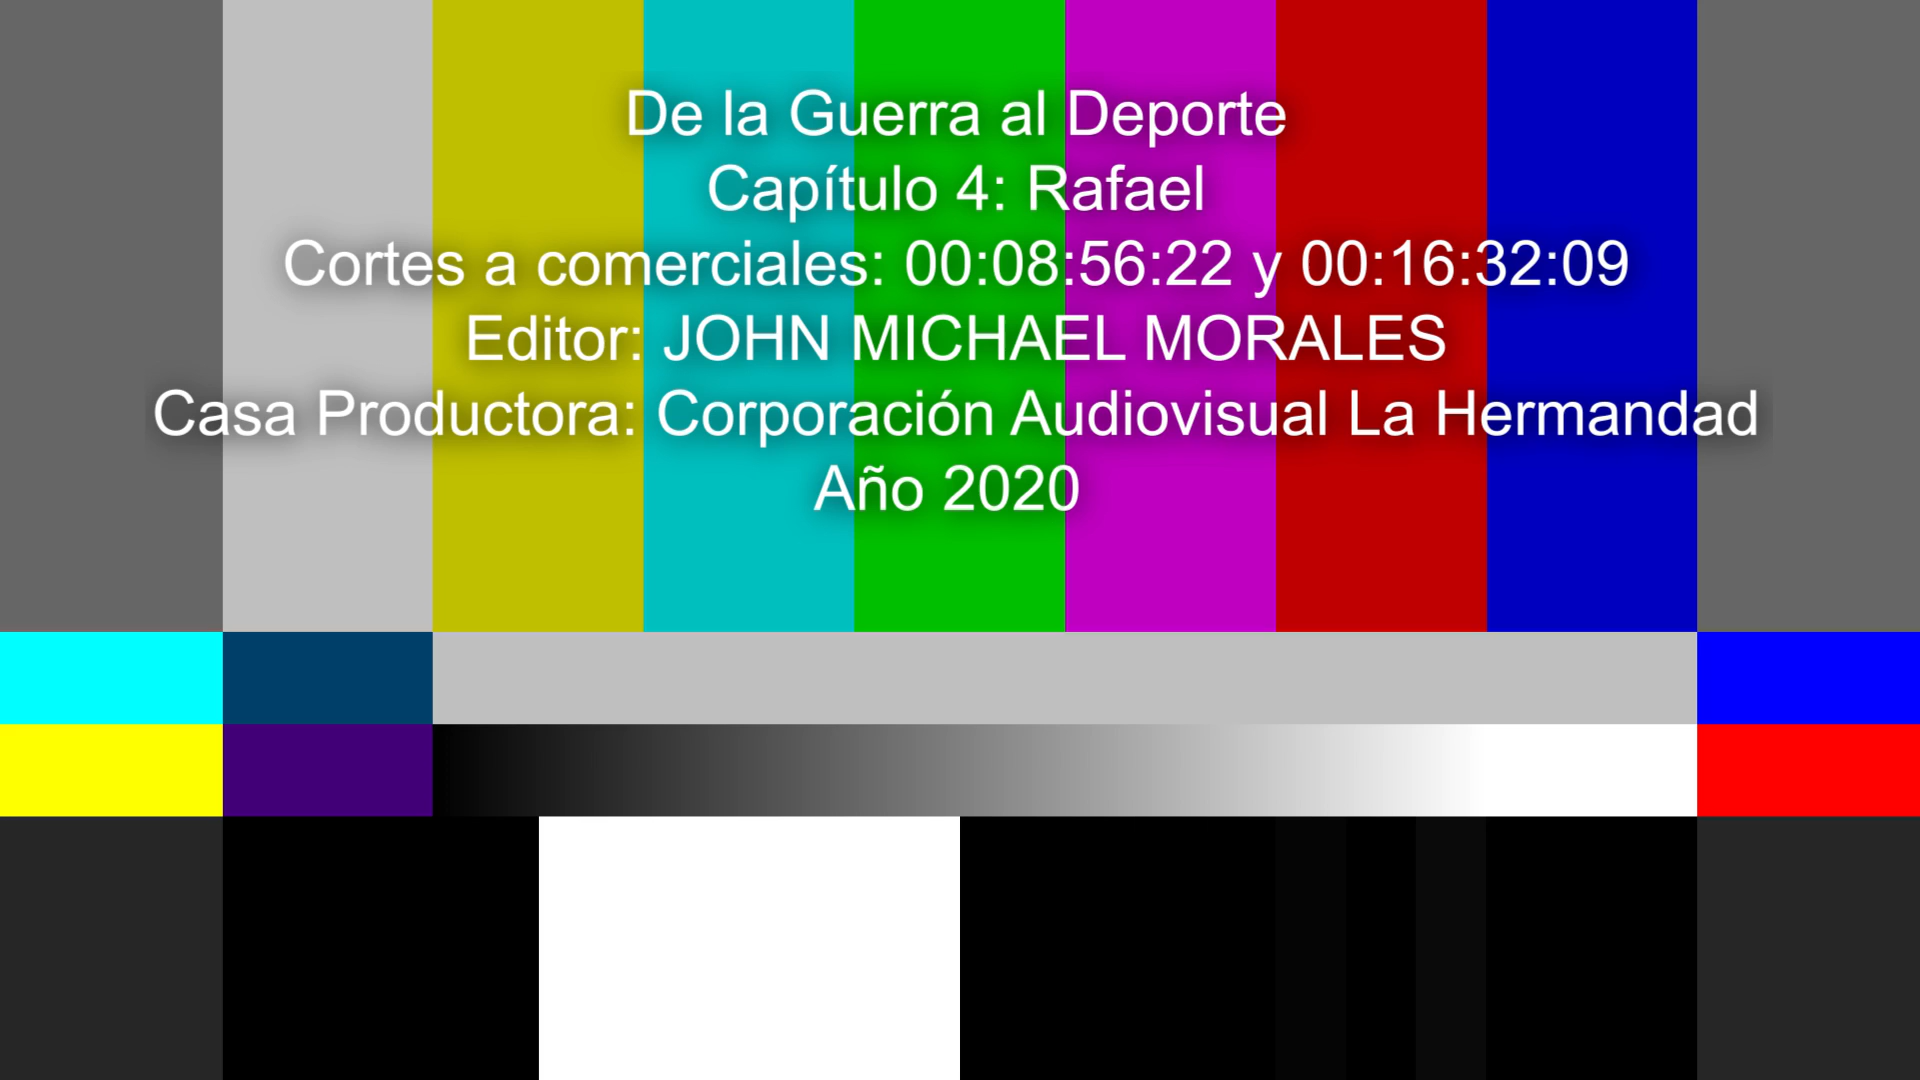 De la Guerra al Deporte
Capítulo 4: Rafael
Cortes a comerciales: 00:08:56:22 y 00:16:32:09
Editor: JOHN MICHAEL MORALES
Casa Productora: Corporación Audiovisual La Hermandad
Año 2020